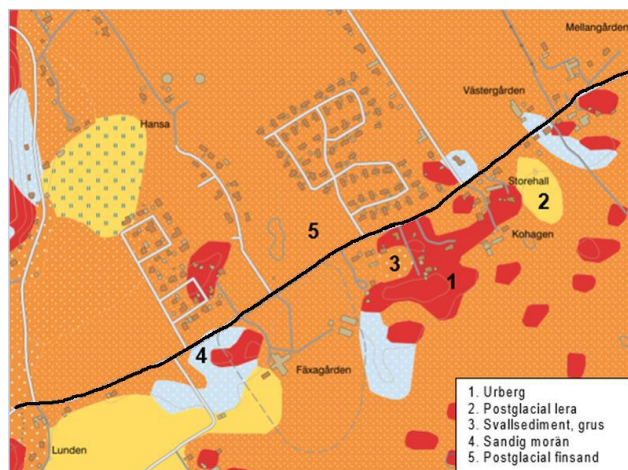 Mellangården
Västergården
Hansa
Storehall
2
5
Kohagen
3
1
4
Fäxagården
Lunden
1. Urberg
2. Postglacial lera
3. Svallsediment, grus
4. Sandig morän
5. Postglacial finsand